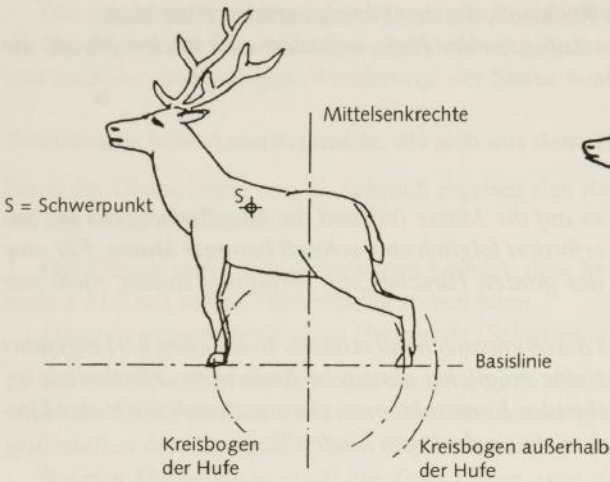 Mittelsenkrechte
S
S = Schwerpunkt
Basislinie
Kreisbogen
der Hufe
Kreisbogen außerhalb
der Hufe